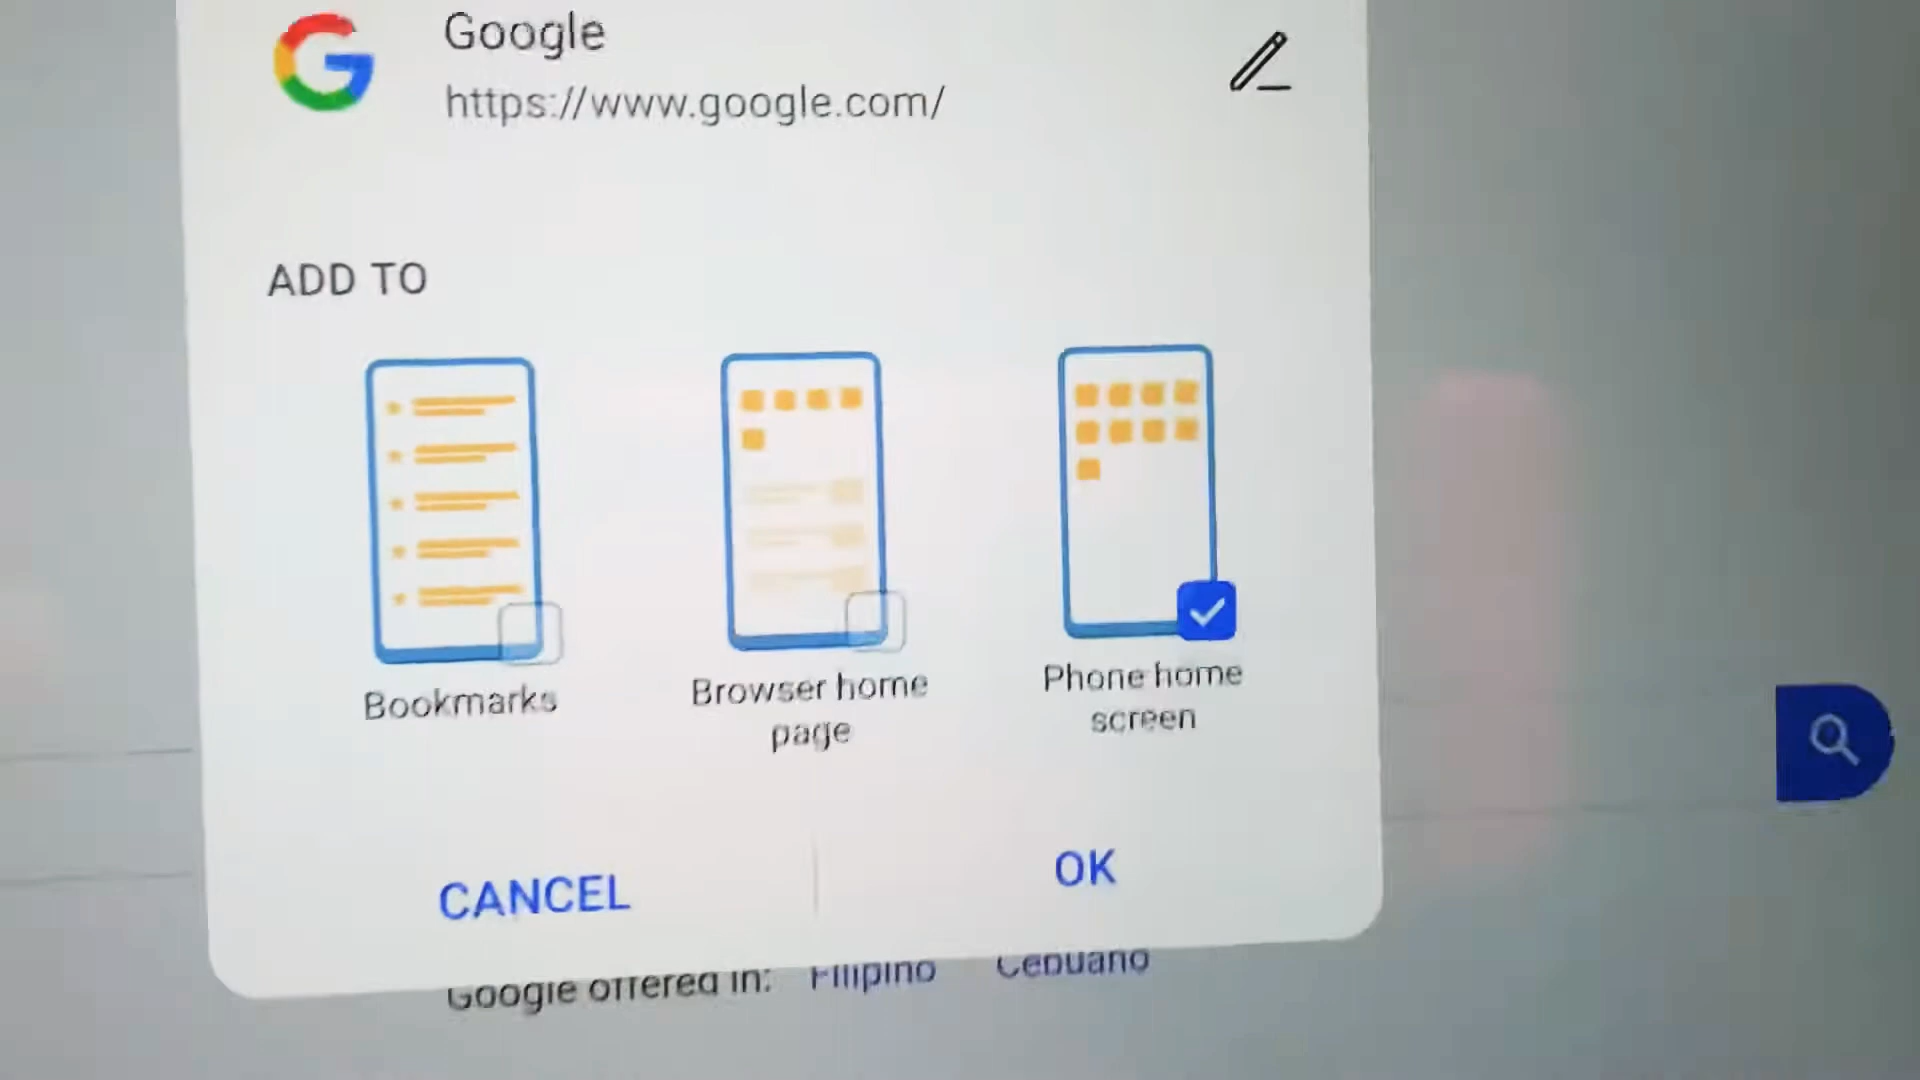 Google
https://www.google.com/
ADD TO
Bookmarks
Browser home
page
Phone home
screen
CANCEL
OK
Google offered in: Filipino Cebuano